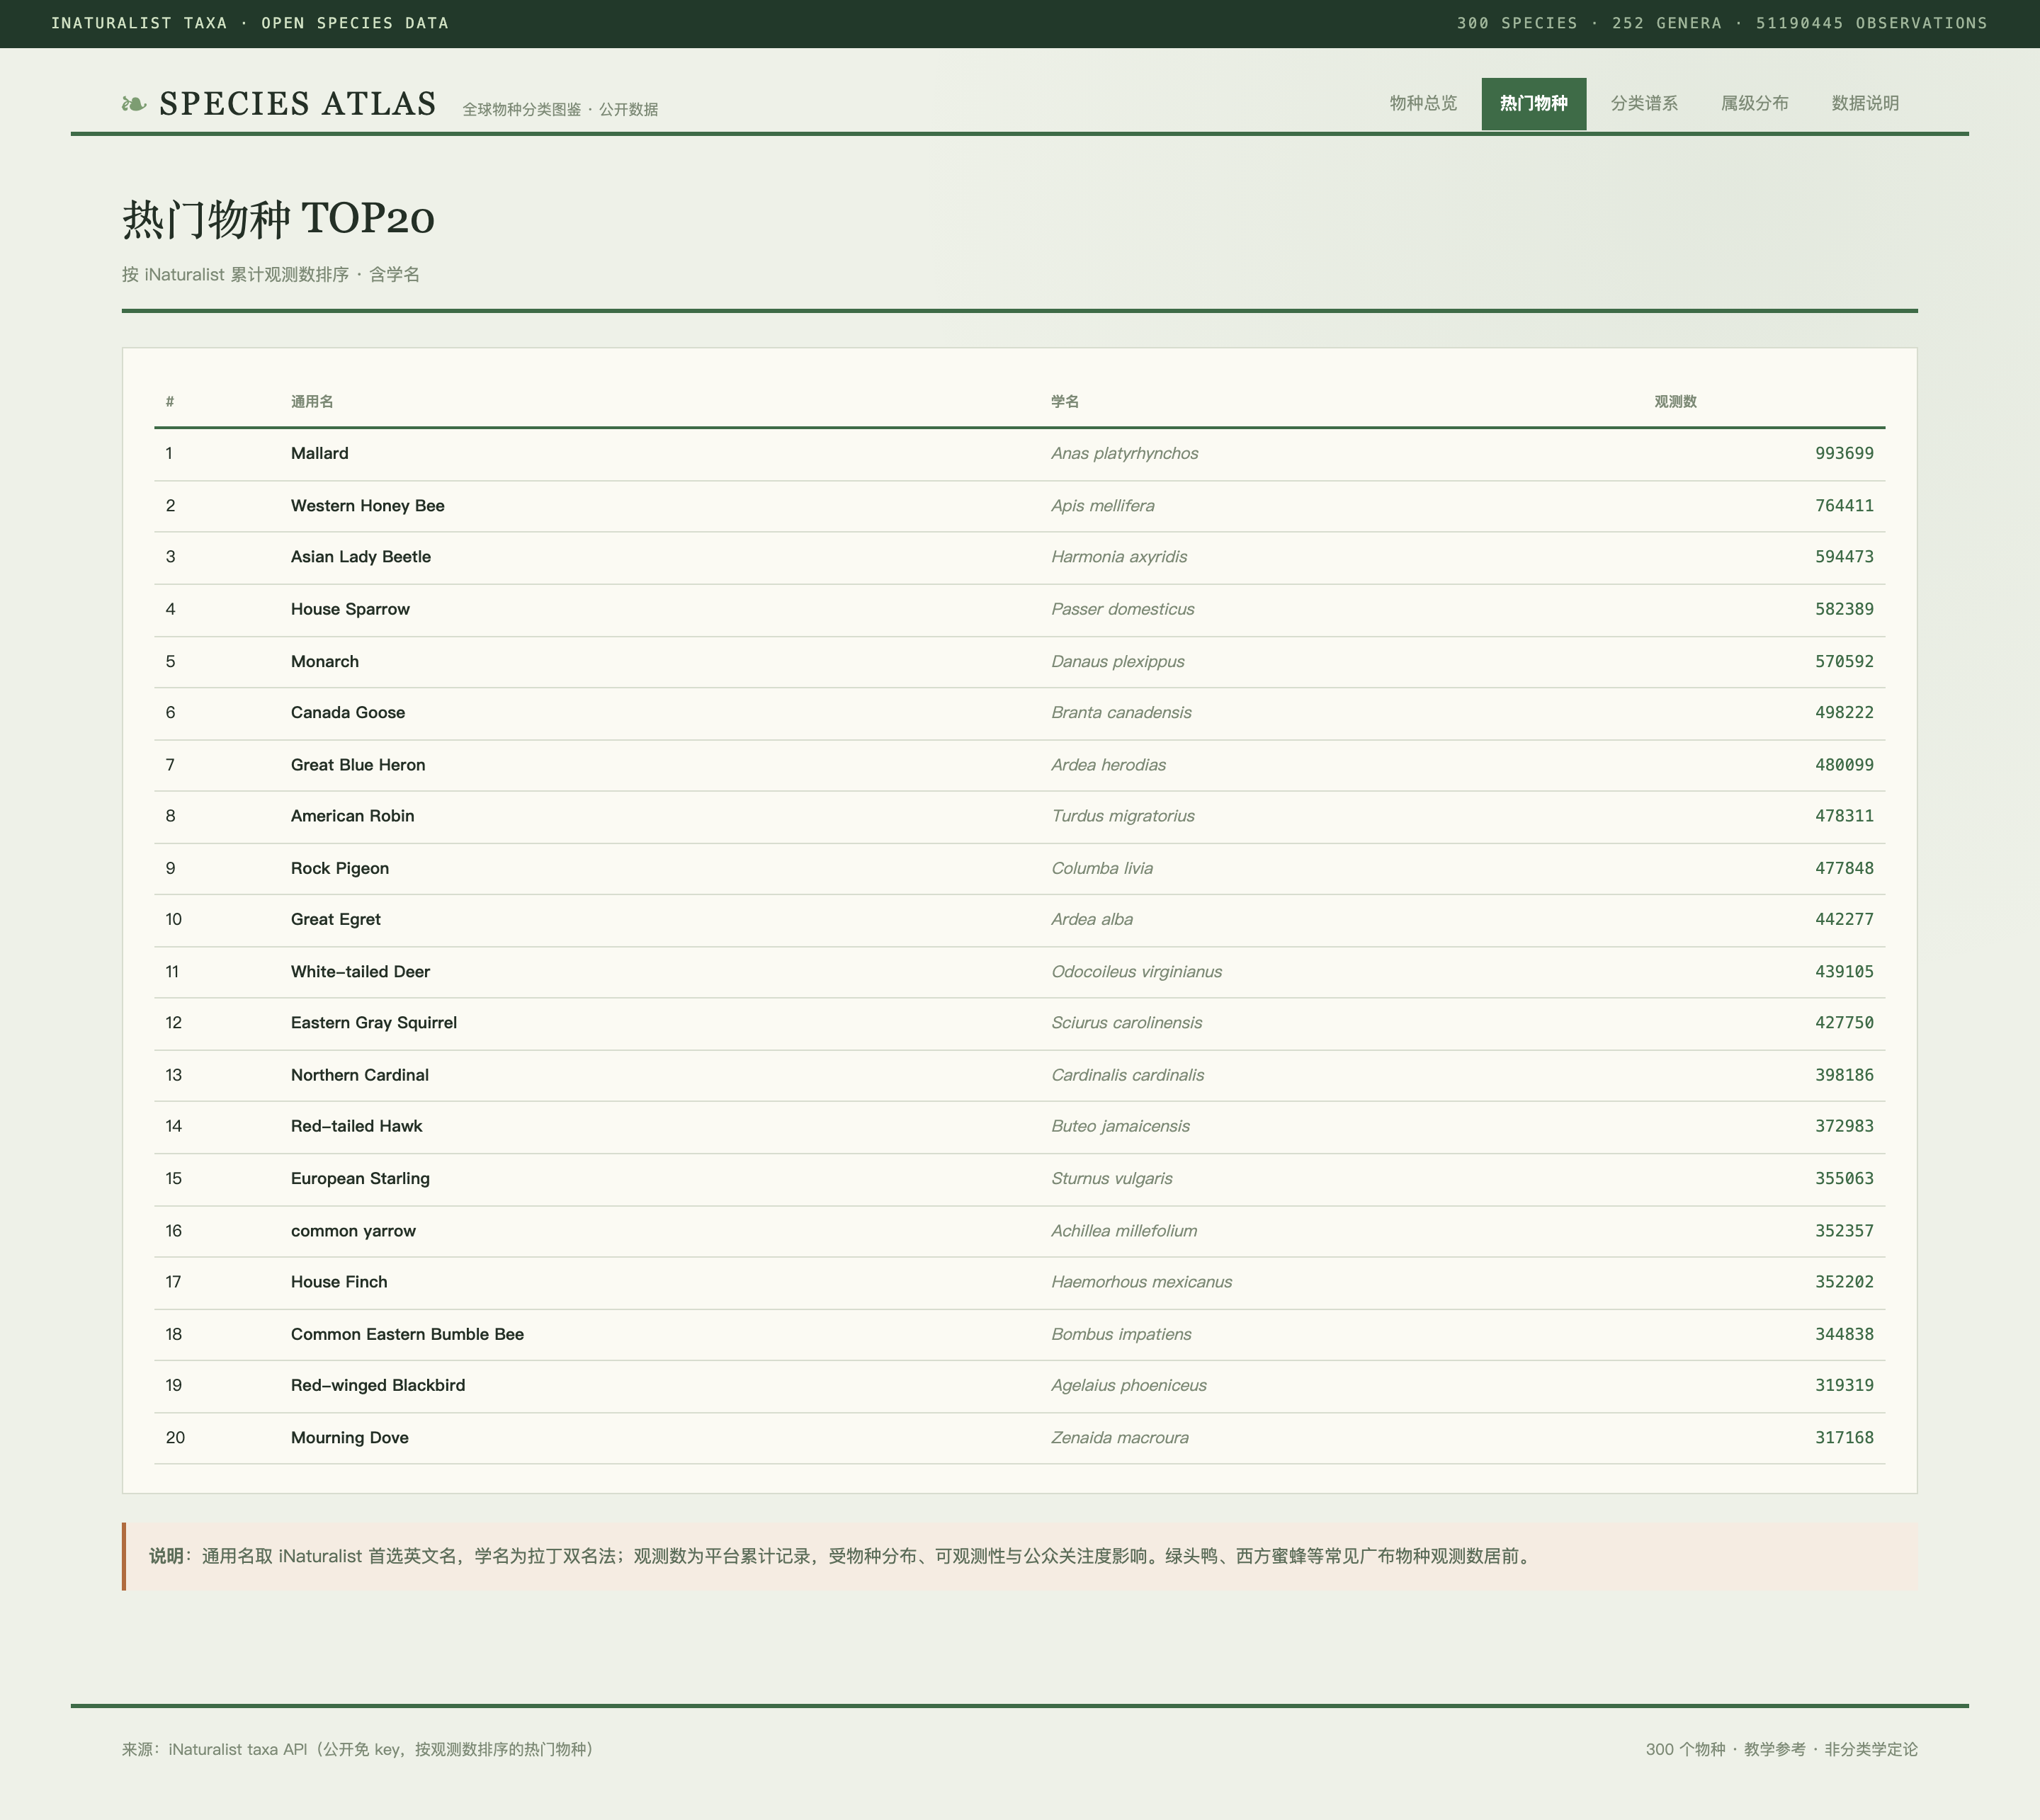 INATURALIST TAXA · OPEN SPECIES DATA
300 SPECIES · 252 GENERA · 51190445 OBSERVATIONS
❧ SPECIES ATLAS 全球物种分类图鉴 · 公开数据
物种总览 热门物种 分类谱系 属级分布 数据说明
热门物种 TOP20
按 iNaturalist 累计观测数排序 · 含学名
# 通用名 学名 观测数
1 Mallard Anas platyrhynchos 993699
2 Western Honey Bee Apis mellifera 764411
3 Asian Lady Beetle Harmonia axyridis 594473
4 House Sparrow Passer domesticus 582389
5 Monarch Danaus plexippus 570592
6 Canada Goose Branta canadensis 498222
7 Great Blue Heron Ardea herodias 480099
8 American Robin Turdus migratorius 478311
9 Rock Pigeon Columba livia 477848
10 Great Egret Ardea alba 442277
11 White-tailed Deer Odocoileus virginianus 439105
12 Eastern Gray Squirrel Sciurus carolinensis 427750
13 Northern Cardinal Cardinalis cardinalis 398186
14 Red-tailed Hawk Buteo jamaicensis 372983
15 European Starling Sturnus vulgaris 355063
16 common yarrow Achillea millefolium 352357
17 House Finch Haemorhous mexicanus 352202
18 Common Eastern Bumble Bee Bombus impatiens 344838
19 Red-winged Blackbird Agelaius phoeniceus 319319
20 Mourning Dove Zenaida macroura 317168
说明：通用名取 iNaturalist 首选英文名，学名为拉丁双名法；观测数为平台累计记录，受物种分布、可观测性与公众关注度影响。绿头鸭、西方蜜蜂等常见广布物种观测数居前。
来源：iNaturalist taxa API（公开免 key，按观测数排序的热门物种）
300 个物种 · 教学参考 · 非分类学定论